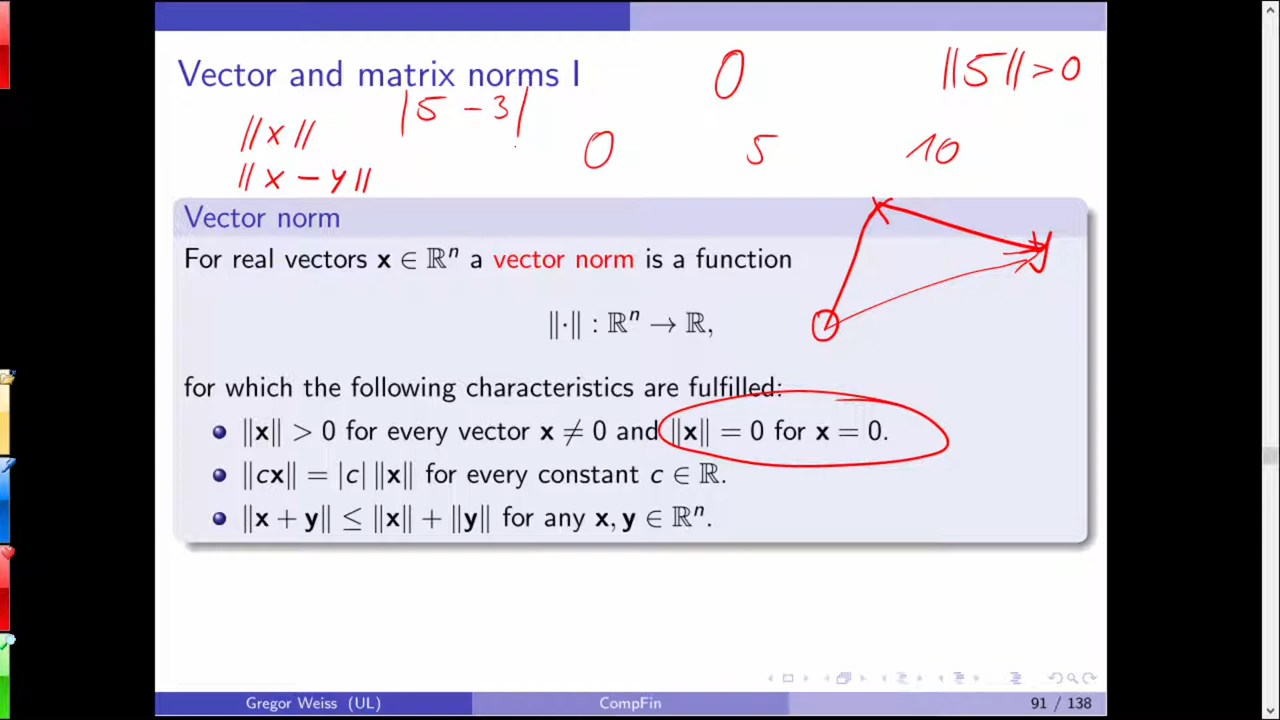 Vector and matrix norms I
0
‖5‖ > 0
|5 − 3|
‖x‖
0 5 10
‖x − y‖
Vector norm
x
For real vectors x ∈ ℝⁿ a vector norm is a function
y
‖·‖ : ℝⁿ → ℝ,
0
for which the following characteristics are fulfilled:
‖x‖ > 0 for every vector x ≠ 0 and ‖x‖ = 0 for x = 0.
‖cx‖ = |c| ‖x‖ for every constant c ∈ ℝ.
‖x + y‖ ≤ ‖x‖ + ‖y‖ for any x, y ∈ ℝⁿ.
Gregor Weiss (UL) CompFin 91 / 138